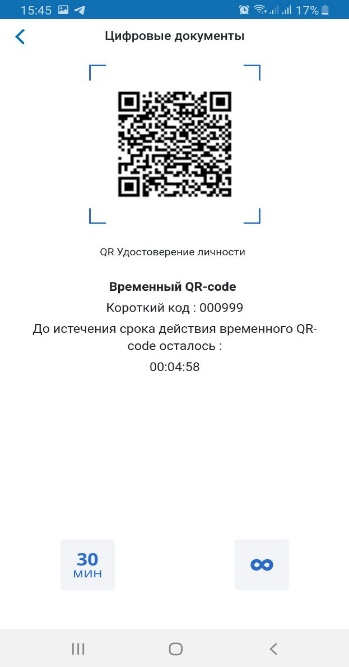 15:45 17%
Цифровые документы
QR Удостоверение личности
Временный QR-code
Короткий код : 000999
До истечения срока действия временного QR-
code осталось :
00:04:58
30
МИН